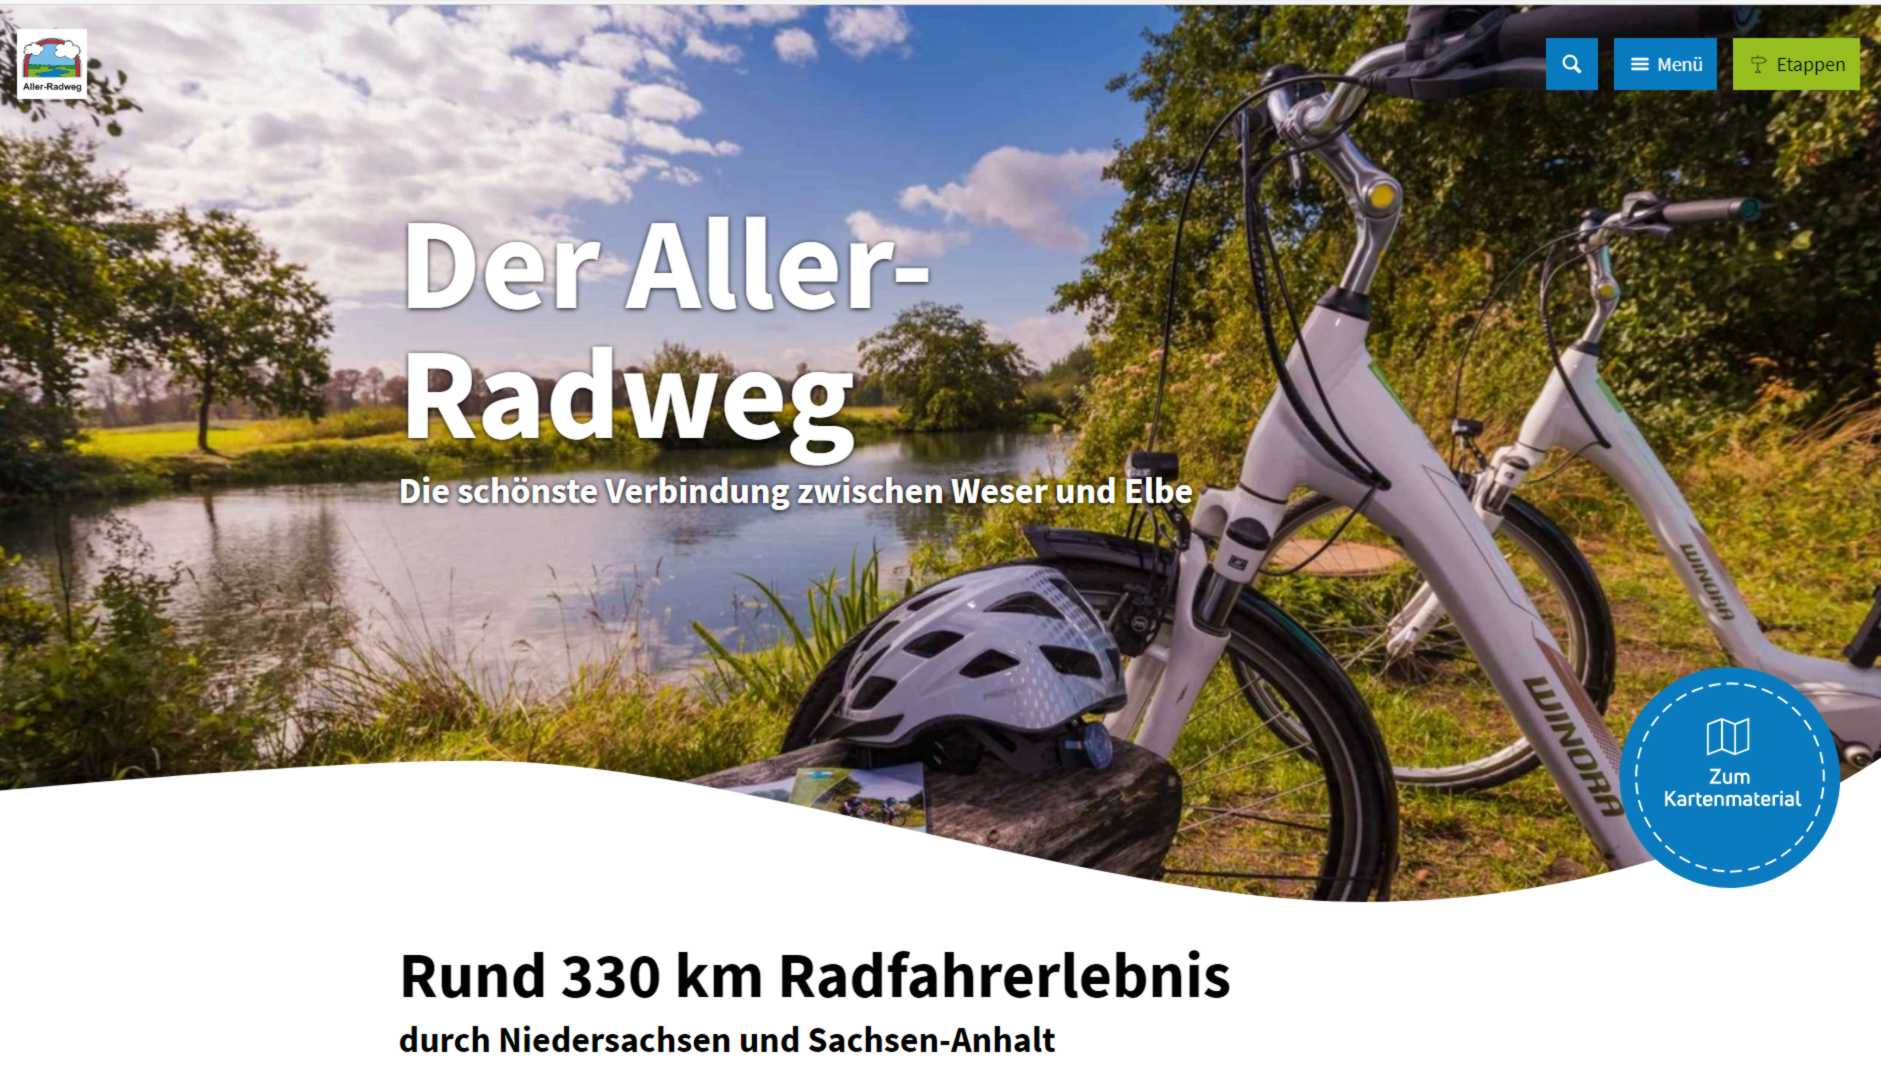 Aller-Radweg
Menü
Etappen
Der Aller-
Radweg
Die schönste Verbindung zwischen Weser und Elbe
WINORA
WINORA
Zum
Kartenmaterial
Rund 330 km Radfahrerlebnis
durch Niedersachsen und Sachsen-Anhalt